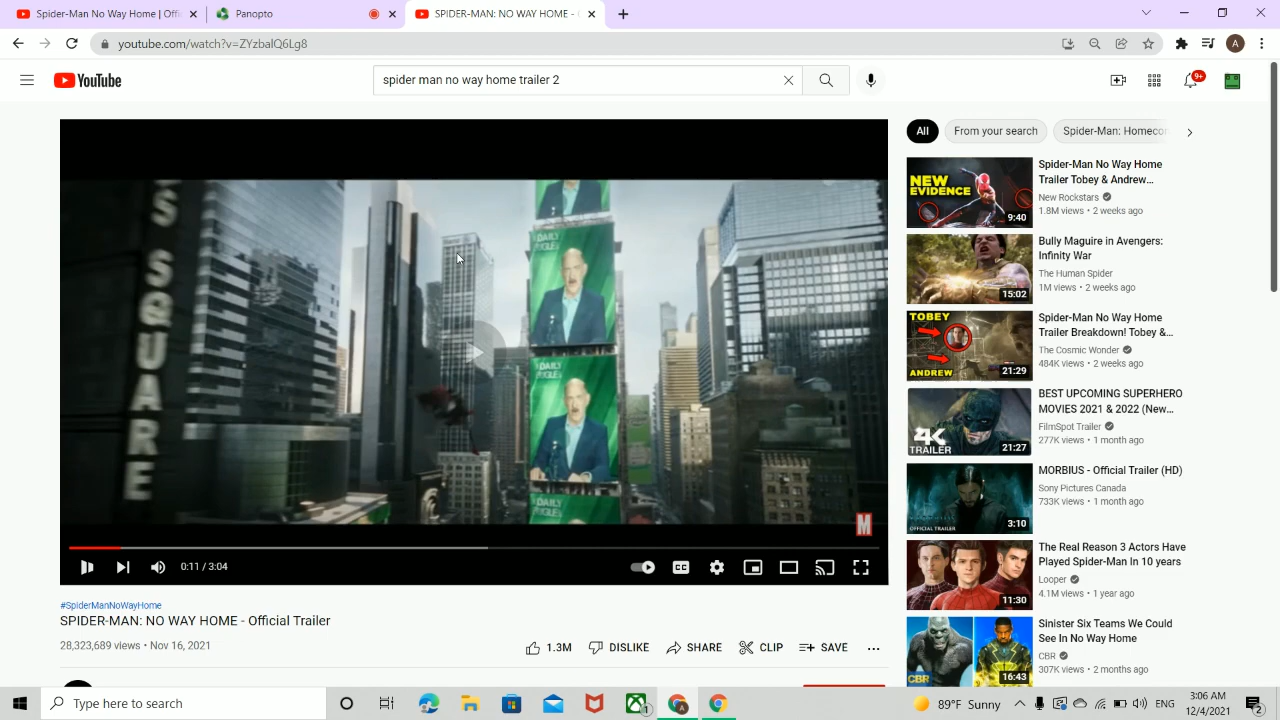 Spider-Man No Way Home l Offi
Panopto
SPIDER-MAN: NO WAY HOME -
youtube.com/watch?v=ZYzbalQ6Lg8
A
YouTube
spider man no way home trailer 2
9+
DAILY
BUGLE
DAILY
BUGLE
DAILY
M
0:11 / 3:04
CC
#SpiderManNoWayHome
SPIDER-MAN: NO WAY HOME - Official Trailer
28,323,689 views • Nov 16, 2021
1.3M
DISLIKE
SHARE
CLIP
SAVE
All
From your search
Spider-Man: Homecom
NEW
EVIDENCE
9:40
Spider-Man No Way Home
Trailer Tobey & Andrew…
New Rockstars
1.8M views • 2 weeks ago
15:02
Bully Maguire in Avengers:
Infinity War
The Human Spider
1M views • 2 weeks ago
TOBEY
ANDREW
21:29
Spider-Man No Way Home
Trailer Breakdown! Tobey &…
The Cosmic Wonder
484K views • 2 weeks ago
4K
TRAILER
21:27
BEST UPCOMING SUPERHERO
MOVIES 2021 & 2022 (New…
FilmSpot Trailer
277K views • 1 month ago
OFFICIAL TRAILER
3:10
MORBIUS - Official Trailer (HD)
Sony Pictures Canada
733K views • 1 month ago
11:30
The Real Reason 3 Actors Have
Played Spider-Man In 10 years
Looper
4.1M views • 1 year ago
CBR
16:43
Sinister Six Teams We Could
See In No Way Home
CBR
307K views • 2 months ago
Type here to search
1
A
89°F Sunny
ENG
3:06 AM
12/4/2021
2